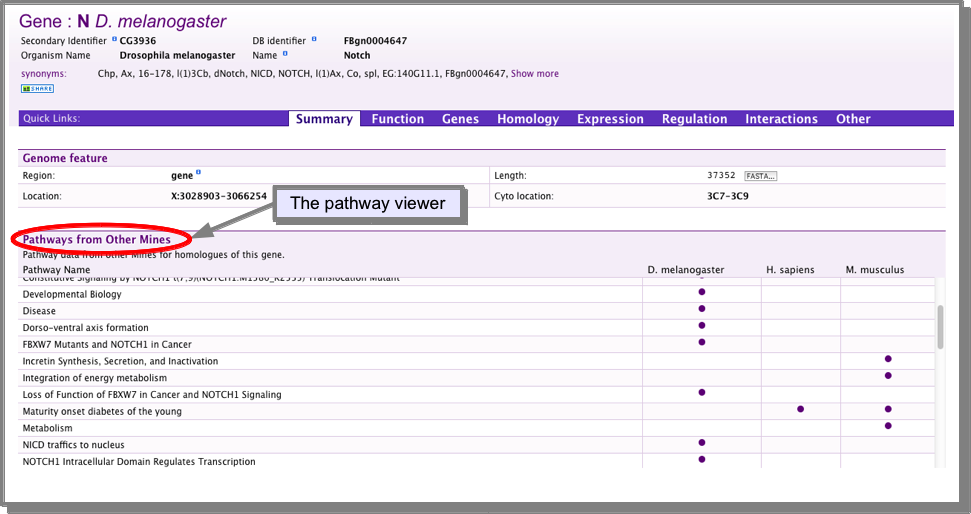 Gene : N D. melanogaster
Secondary Identifier CG3936 DB identifier FBgn0004647
Organism Name Drosophila melanogaster Name Notch
synonyms: Chp, Ax, 16-178, l(1)3Cb, dNotch, NICD, NOTCH, l(1)Ax, Co, spl, EG:140G11.1, FBgn0004647, Show more
SHARE
Quick Links: Summary Function Genes Homology Expression Regulation Interactions Other
Genome feature
Region: gene Length: 37352 FASTA...
Location: X:3028903-3066254 Cyto location: 3C7-3C9
The pathway viewer
Pathways from Other Mines
Pathway data from other Mines for homologues of this gene.
Pathway Name D. melanogaster H. sapiens M. musculus
Constitutive Signaling by NOTCH1 t(7;9)(NOTCH1:M1580_K2555) Translocation Mutant
Developmental Biology
Disease
Dorso-ventral axis formation
FBXW7 Mutants and NOTCH1 in Cancer
Incretin Synthesis, Secretion, and Inactivation
Integration of energy metabolism
Loss of Function of FBXW7 in Cancer and NOTCH1 Signaling
Maturity onset diabetes of the young
Metabolism
NICD traffics to nucleus
NOTCH1 Intracellular Domain Regulates Transcription